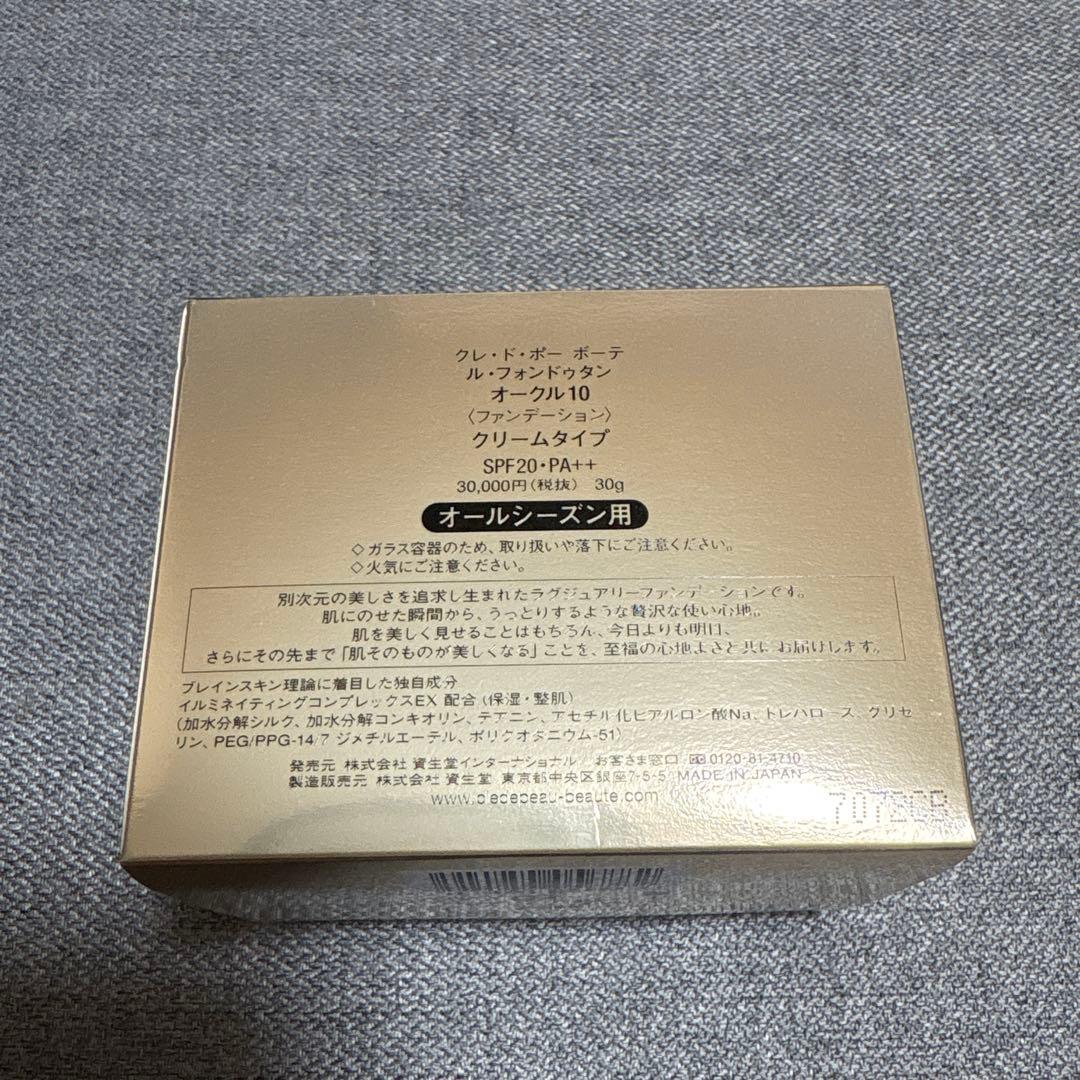 クレ・ド・ポー ボーテ
ル・フォンドゥタン
オークル10
〈ファンデーション〉
クリームタイプ
SPF20・PA++
30,000円(税抜) 30g
オールシーズン用
◇ガラス容器のため、取り扱いや落下にご注意ください。
◇火気にご注意ください。
別次元の美しさを追求し生まれたラグジュアリーファンデーションです。
肌にのせた瞬間から、うっとりするような贅沢な使い心地。
肌を美しく見せることはもちろん、今日よりも明日、
さらにその先まで「肌そのものが美しくなる」ことを、至福の心地よさと共にお届けします。
ブレインスキン理論に着目した独自成分
イルミネイティングコンプレックスEX 配合 (保湿・整肌)
(加水分解シルク、加水分解コンキオリン、テアニン、アセチル化ヒアルロン酸Na、トレハロース、グリセ
リン、PEG/PPG-14/7 ジメチルエーテル、ポリクオタニウム-51)
発売元 株式会社 資生堂インターナショナル/お客さま窓口 0120-81-4710
製造販売元 株式会社 資生堂 東京都中央区銀座7-5-5 MADE IN JAPAN
www.cledepeau-beaute.com